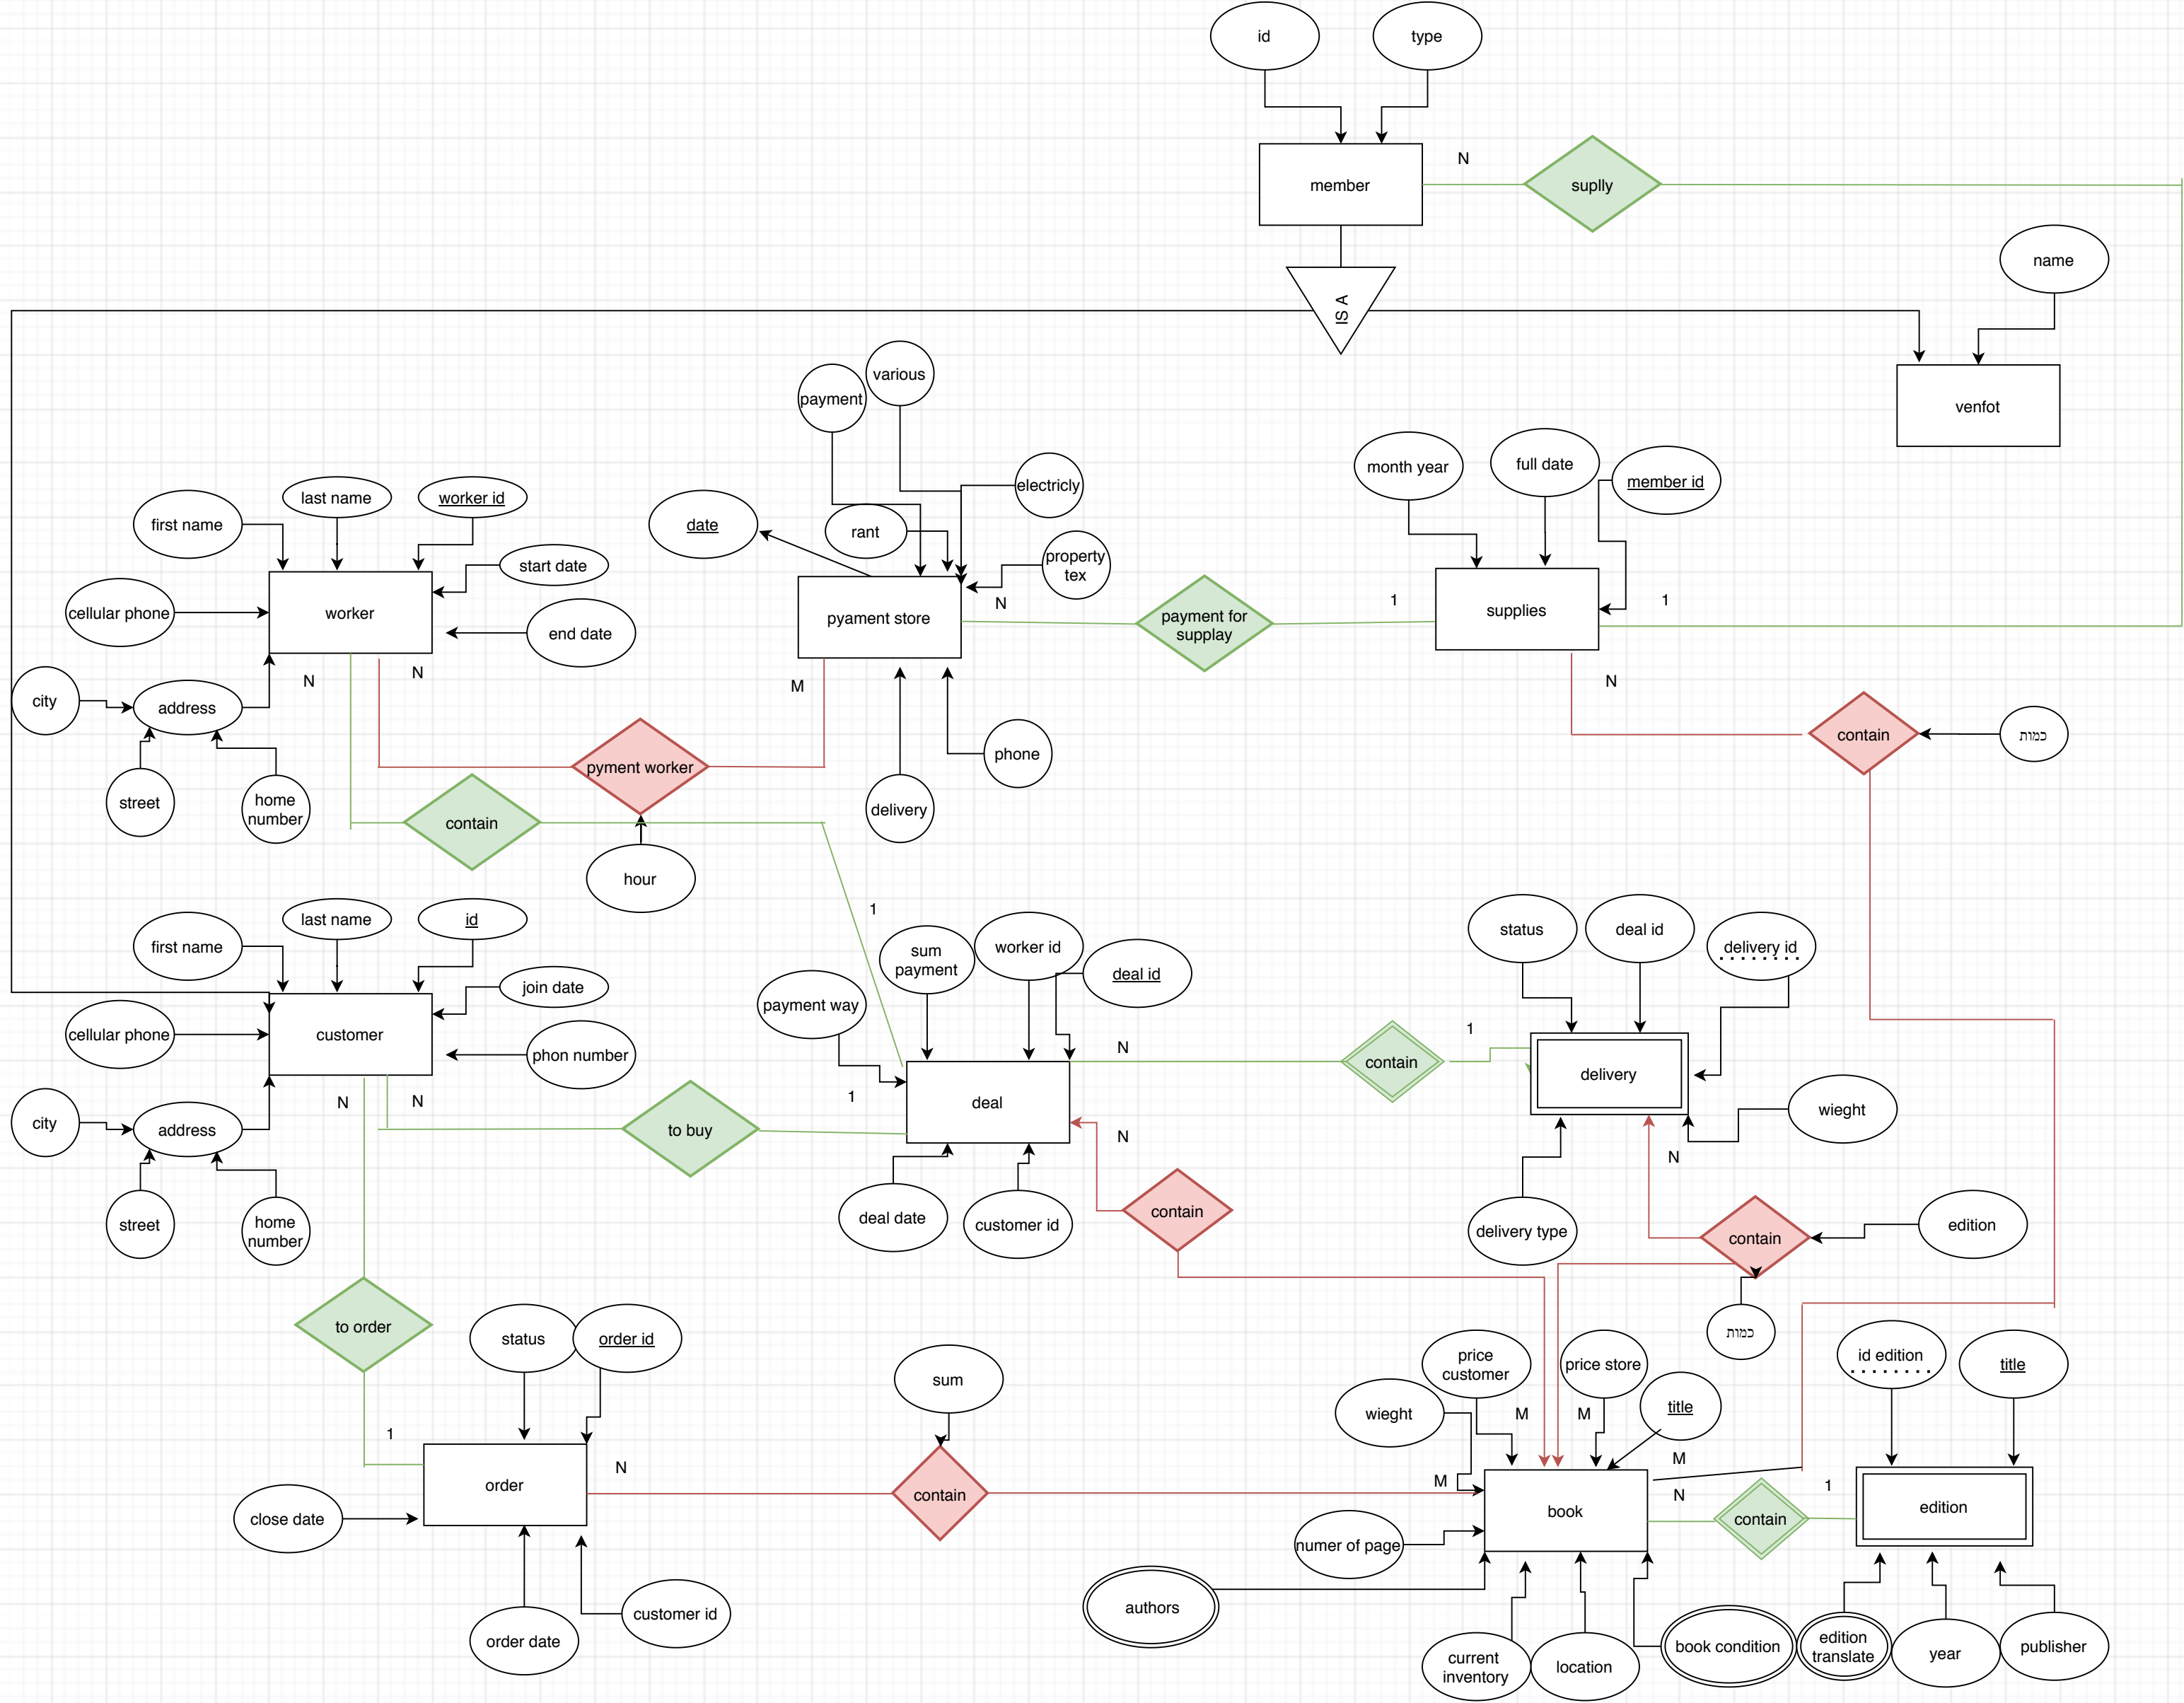 id
type
member
N
suplly
IS A
name
venfot
various
payment
electricly
rant
date
property
tex
pyament store
N
M
phone
delivery
payment for
supplay
1
month year
full date
member id
supplies
1
N
contain
כמות
first name
last name
worker id
start date
cellular phone
worker
end date
N
N
city
address
street
home
number
pyment worker
hour
contain
1
first name
last name
id
join date
cellular phone
customer
phon number
N
N
city
address
street
home
number
to buy
1
payment way
sum
payment
worker id
deal id
deal
N
N
deal date
customer id
contain
contain
1
status
deal id
delivery id
delivery
wieght
N
delivery type
contain
edition
כמות
to order
1
status
order id
order
N
close date
order date
customer id
sum
contain
M
wieght
price
customer
M
M
price store
title
M
book
N
numer of page
authors
current
inventory
location
book condition
contain
1
id edition
title
edition
edition
translate
year
publisher